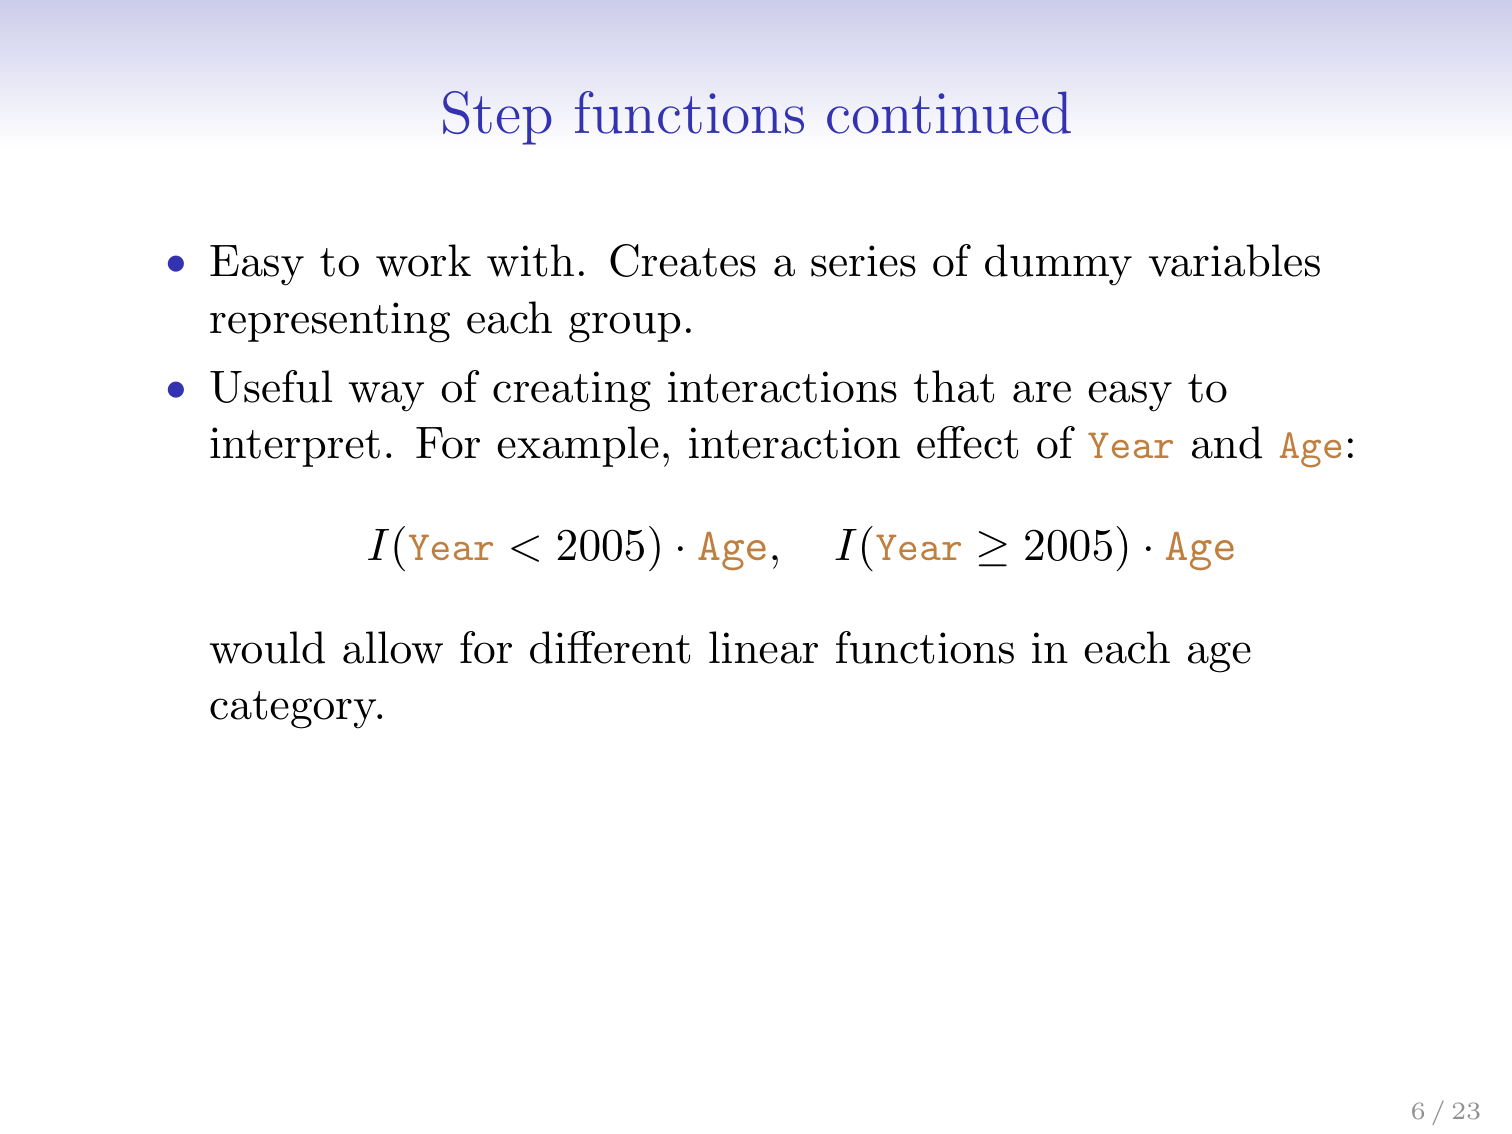 Step functions continued
• Easy to work with. Creates a series of dummy variables
representing each group.
• Useful way of creating interactions that are easy to
interpret. For example, interaction effect of Year and Age:
I(Year < 2005) · Age, I(Year ≥ 2005) · Age
would allow for different linear functions in each age
category.
6 / 23